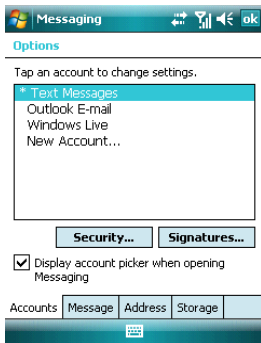 Messaging
ok
Options
Tap an account to change settings.
* Text Messages
Outlook E-mail
Windows Live
New Account...
Security... Signatures...
Display account picker when opening
Messaging
Accounts Message Address Storage